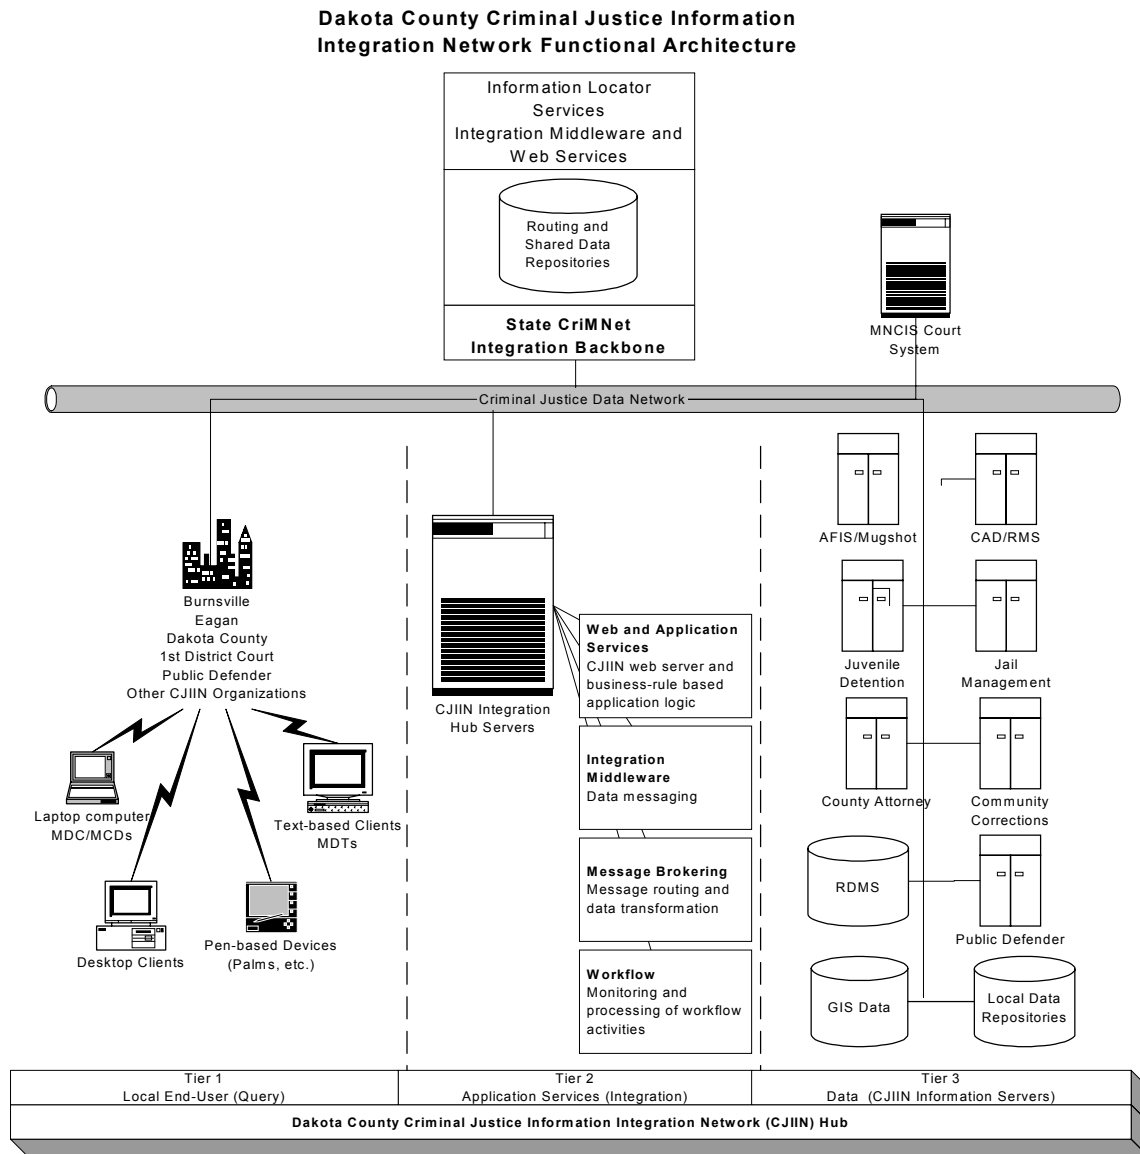 Dakota County Criminal Justice Information
Integration Network Functional Architecture
Information Locator
Services
Integration Middleware and
Web Services
Routing and
Shared Data
Repositories
State CriMNet
Integration Backbone
MNCIS Court
System
Criminal Justice Data Network
Burnsville
Eagan
Dakota County
1st District Court
Public Defender
Other CJIIN Organizations
Laptop computer
MDC/MCDs
Text-based Clients
MDTs
Desktop Clients
Pen-based Devices
(Palms, etc.)
CJIIN Integration
Hub Servers
Web and Application
Services
CJIIN web server and
business-rule based
application logic
Integration
Middleware
Data messaging
Message Brokering
Message routing and
data transformation
Workflow
Monitoring and
processing of workflow
activities
AFIS/Mugshot
CAD/RMS
Juvenile
Detention
Jail
Management
County Attorney
Community
Corrections
RDMS
Public Defender
GIS Data
Local Data
Repositories
Tier 1
Local End-User (Query)
Tier 2
Application Services (Integration)
Tier 3
Data (CJIIN Information Servers)
Dakota County Criminal Justice Information Integration Network (CJIIN) Hub